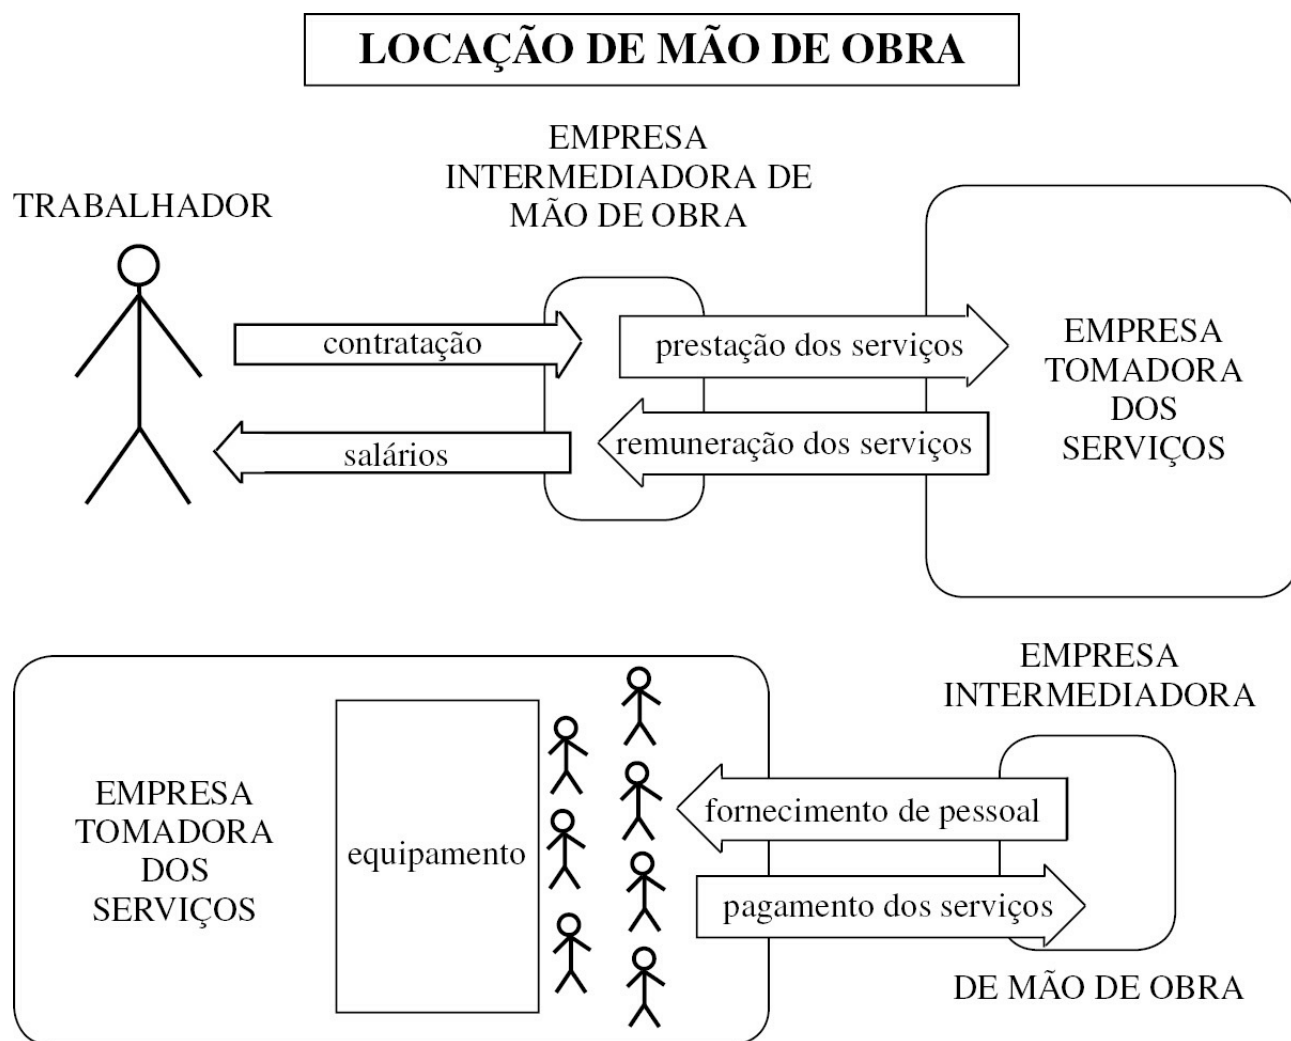 LOCAÇÃO DE MÃO DE OBRA
TRABALHADOR
EMPRESA
INTERMEDIADORA DE
MÃO DE OBRA
contratação
salários
prestação dos serviços
remuneração dos serviços
EMPRESA
TOMADORA
DOS
SERVIÇOS
EMPRESA
TOMADORA
DOS
SERVIÇOS
equipamento
fornecimento de pessoal
pagamento dos serviços
EMPRESA
INTERMEDIADORA
DE MÃO DE OBRA